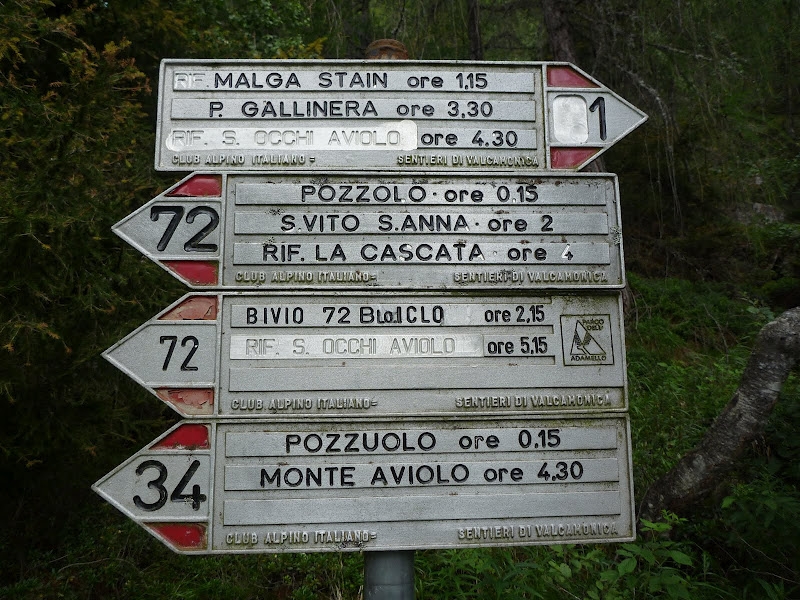 RIF. MALGA STAIN ore 1,15
P. GALLINERA ore 3,30
RIF. S. OCCHI AVIOLO ore 4.30
1
CLUB ALPINO ITALIANO SENTIERI DI VALCAMONICA
72
POZZOLO · ore 0.15
S.VITO S.ANNA · ore 2
RIF. LA CASCATA · ore 4
CLUB ALPINO ITALIANO SENTIERI DI VALCAMONICA
72
BIVIO 72 ore 2,15
RIF. S. OCCHI AVIOLO ore 5,15
PARCO DELL' ADAMELLO
CLUB ALPINO ITALIANO SENTIERI DI VALCAMONICA
34
POZZUOLO ore 0.15
MONTE AVIOLO ore 4.30
CLUB ALPINO ITALIANO SENTIERI DI VALCAMONICA